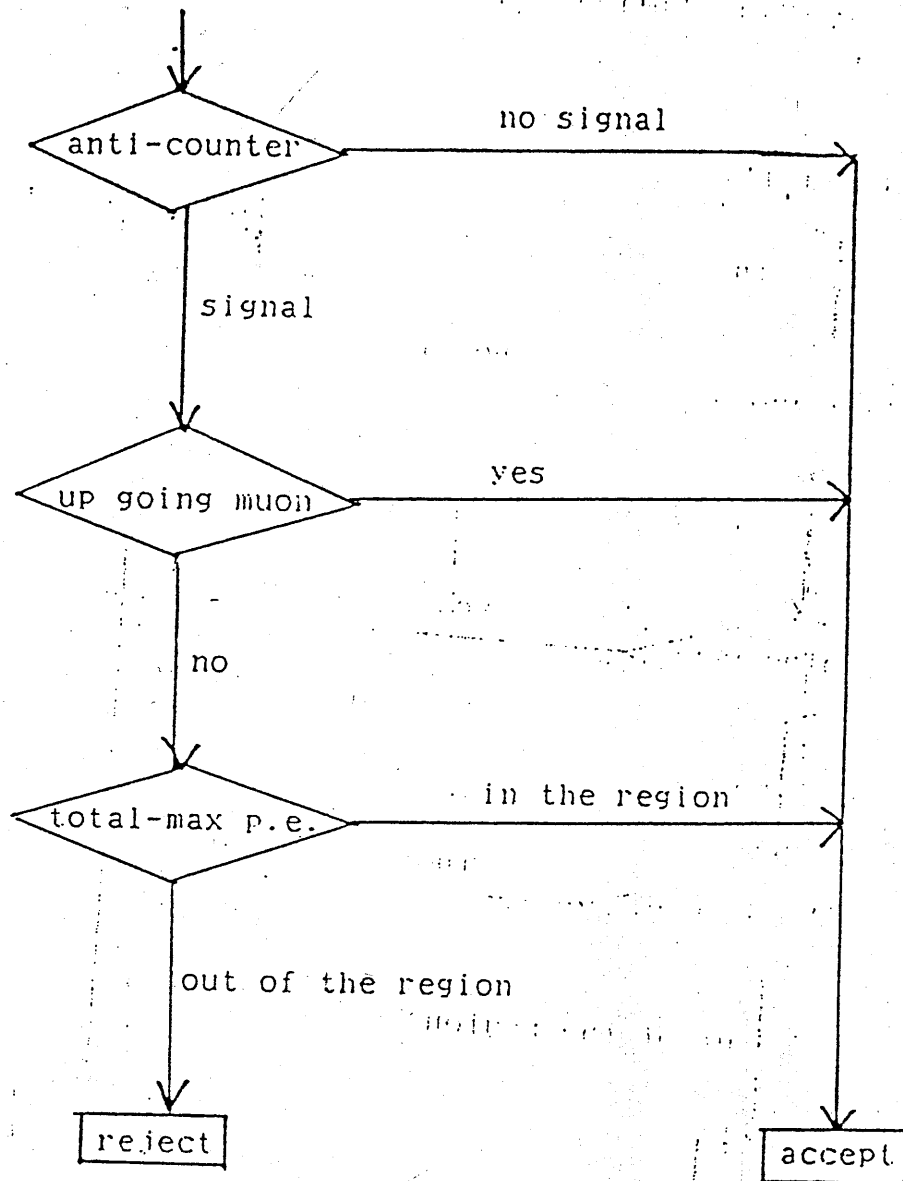 no signal
anti-counter
signal
yes
up going muon
no
in the region
total-max p.e.
out of the region
reject
accept